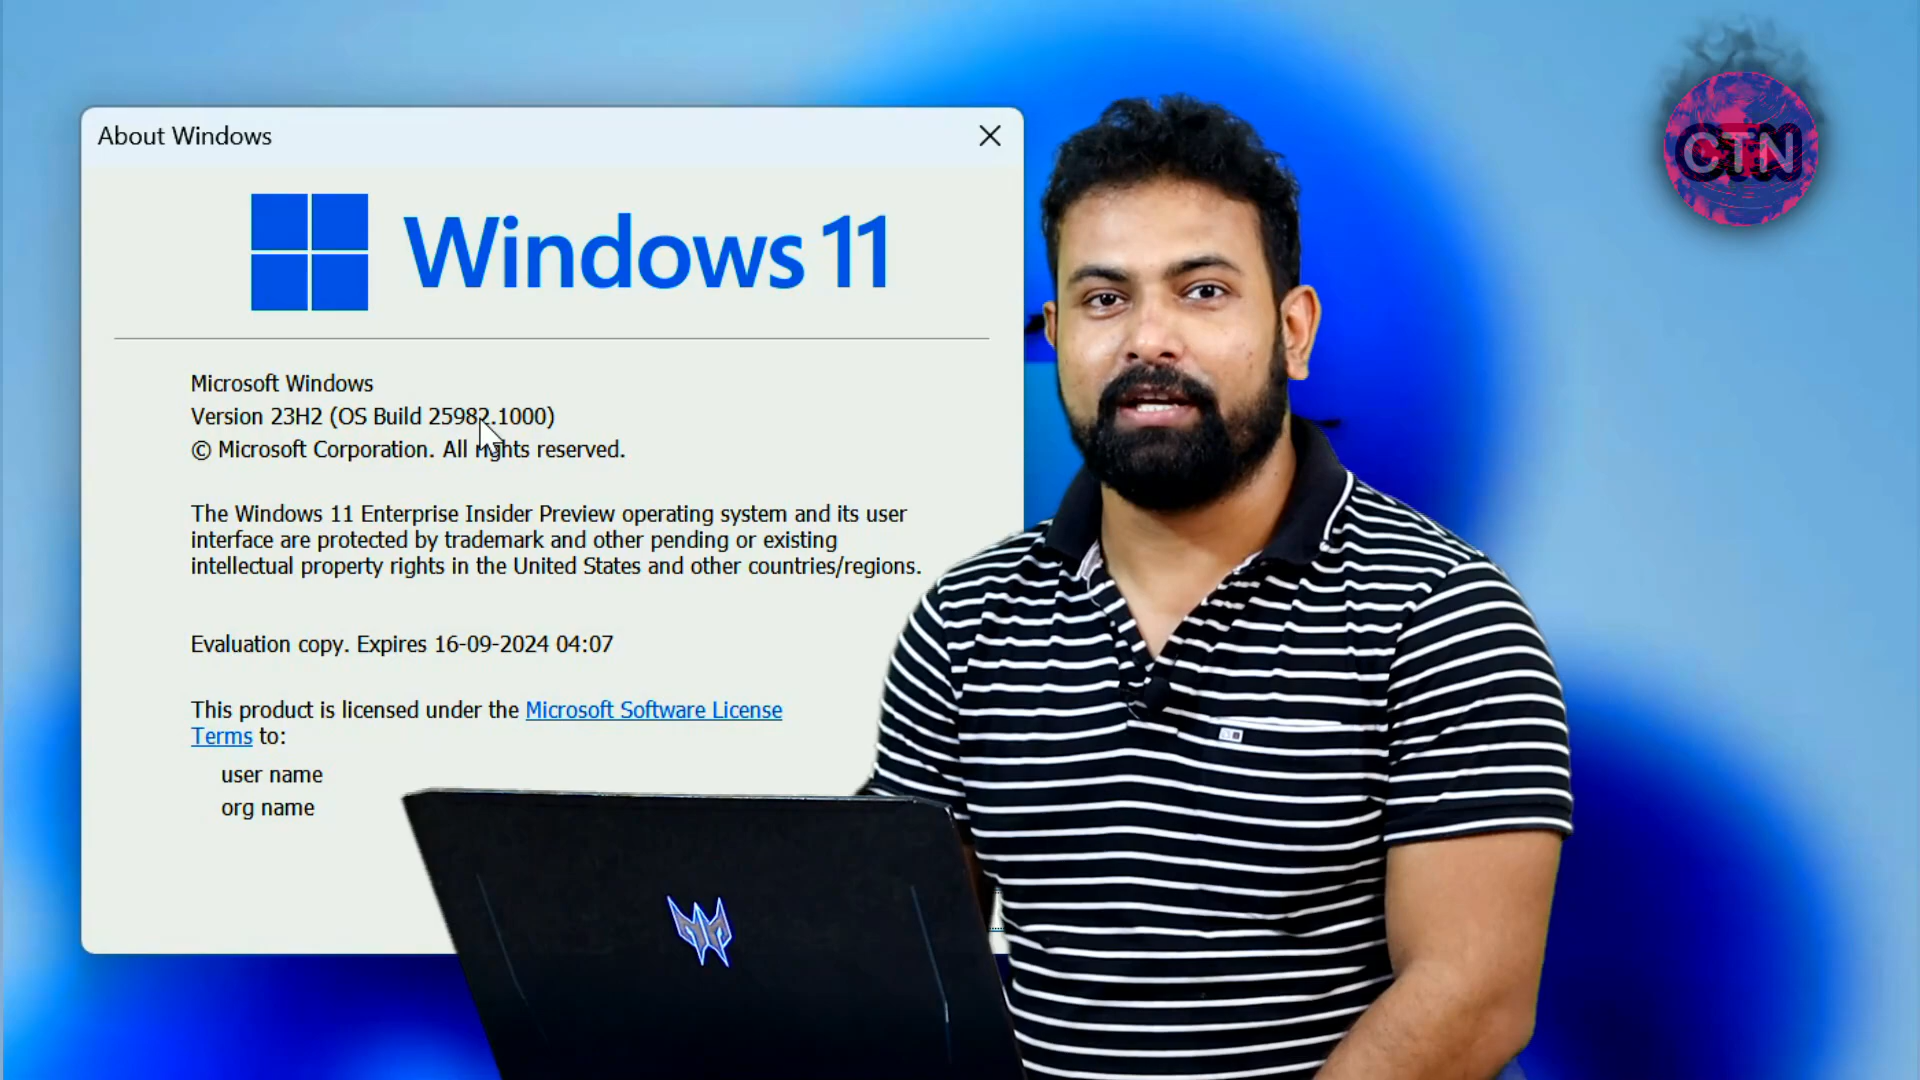 About Windows
Windows 11
Microsoft Windows
Version 23H2 (OS Build 25982.1000)
© Microsoft Corporation. All rights reserved.
The Windows 11 Enterprise Insider Preview operating system and its user
interface are protected by trademark and other pending or existing
intellectual property rights in the United States and other countries/regions.
Evaluation copy. Expires 16-09-2024 04:07
This product is licensed under the Microsoft Software License
Terms to:
user name
org name
CTN